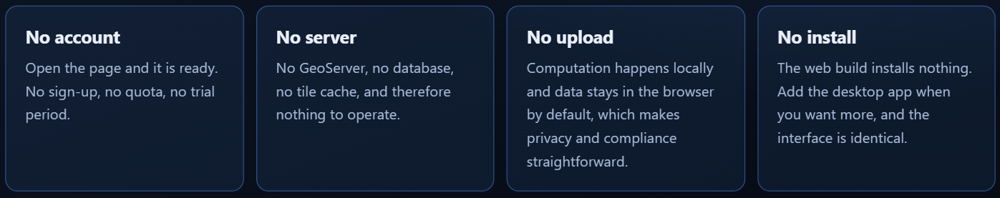 No account
Open the page and it is ready.
No sign-up, no quota, no trial
period.
No server
No GeoServer, no database,
no tile cache, and therefore
nothing to operate.
No upload
Computation happens locally
and data stays in the browser
by default, which makes
privacy and compliance
straightforward.
No install
The web build installs nothing.
Add the desktop app when
you want more, and the
interface is identical.